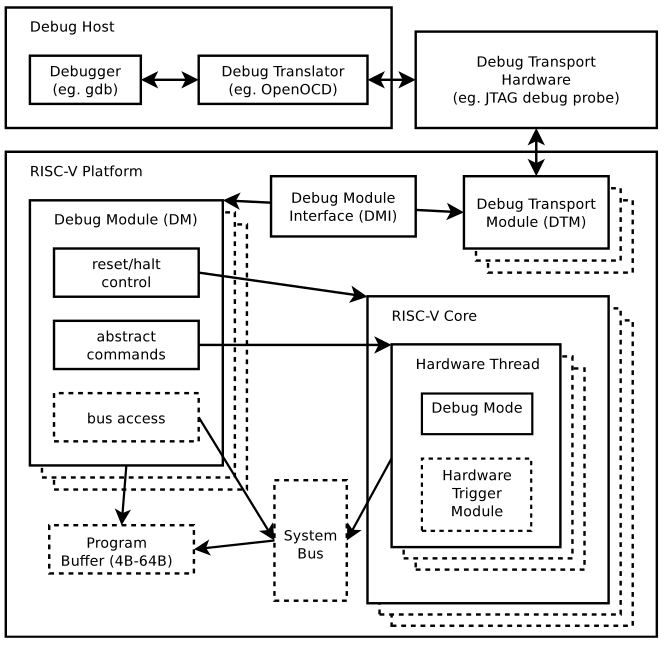 Debug Host
Debugger
(eg. gdb)
Debug Translator
(eg. OpenOCD)
Debug Transport
Hardware
(eg. JTAG debug probe)
RISC-V Platform
Debug Module
Interface (DMI)
Debug Transport
Module (DTM)
Debug Module (DM)
reset/halt
control
abstract
commands
bus access
RISC-V Core
Hardware Thread
Debug Mode
Hardware
Trigger
Module
System
Bus
Program
Buffer (4B-64B)